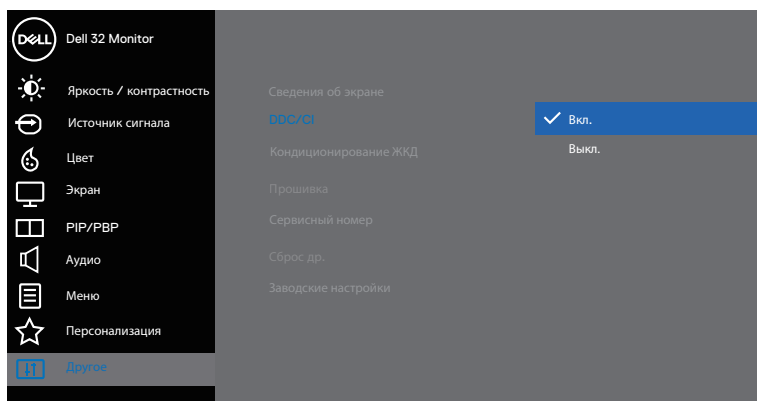 DELL
Dell 32 Monitor
Яркость / контрастность
Источник сигнала
Цвет
Экран
PIP/PBP
Аудио
Меню
Персонализация
Другое
Сведения об экране
DDC/CI
Кондиционирование ЖКД
Прошивка
Сервисный номер
Сброс др.
Заводские настройки
Вкл.
Выкл.